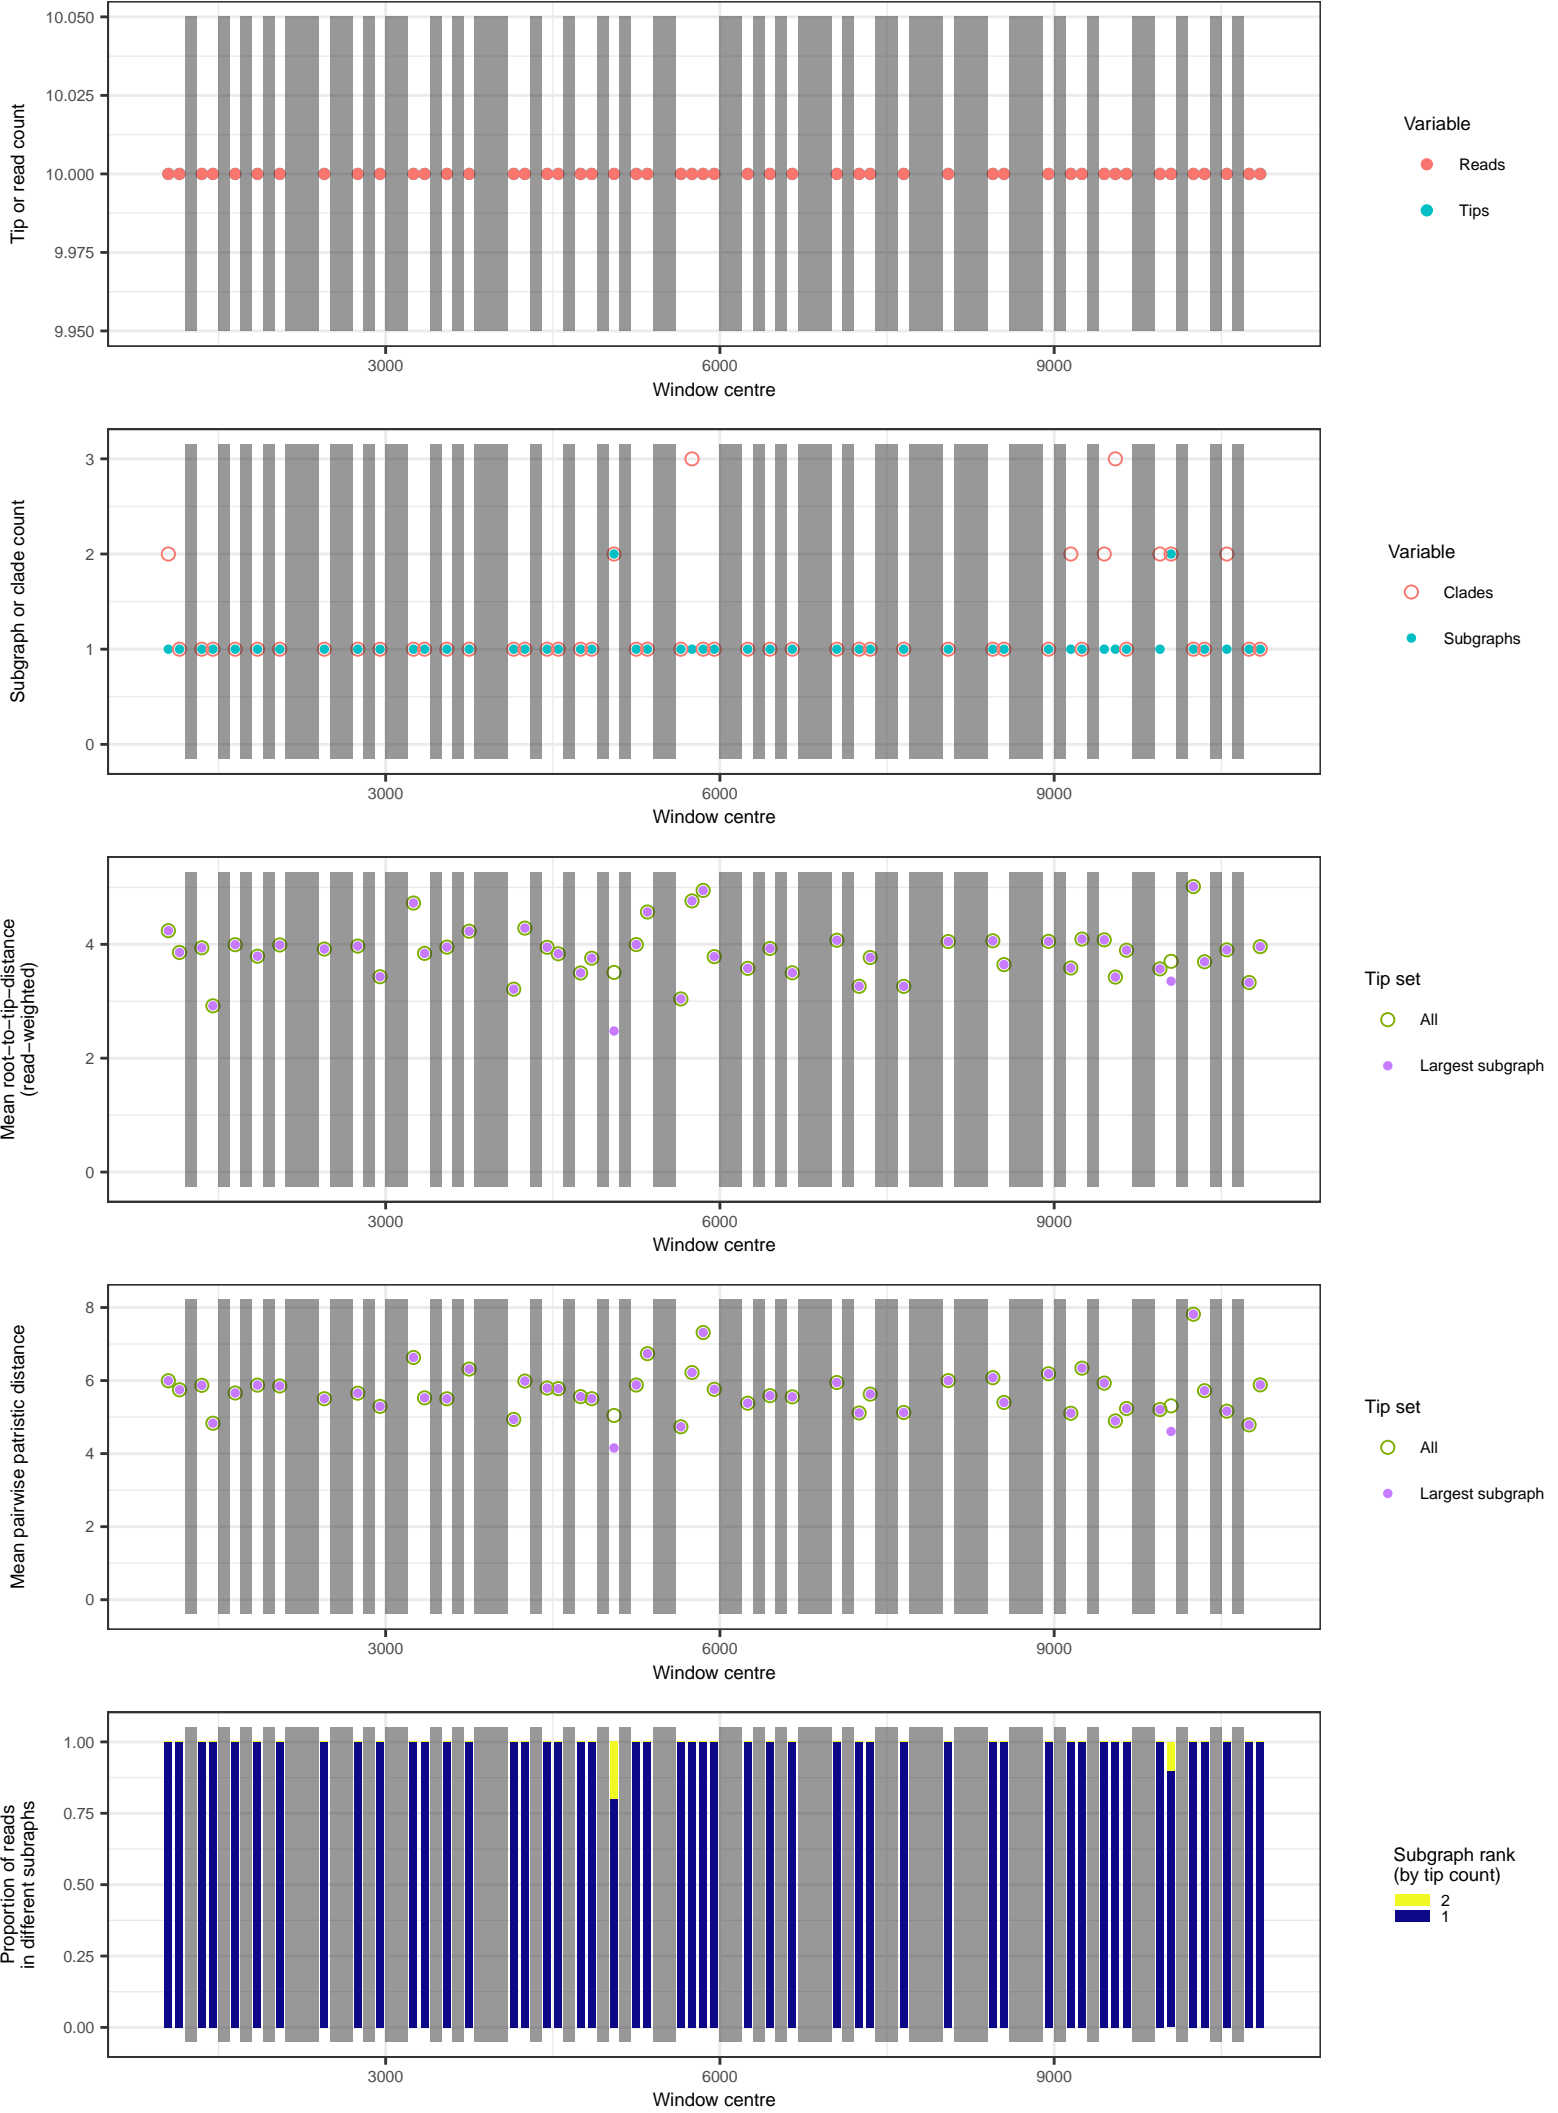 10.050
10.025
10.000
9.975
9.950
Tip or read count
3000
6000
9000
Window centre
Variable
Reads
Tips
3
2
1
0
Subgraph or clade count
3000
6000
9000
Window centre
Variable
Clades
Subgraphs
4
2
0
Mean root−to−tip−distance
(read−weighted)
3000
6000
9000
Window centre
Tip set
All
Largest subgraph
8
6
4
2
0
Mean pairwise patristic distance
3000
6000
9000
Window centre
Tip set
All
Largest subgraph
1.00
0.75
0.50
0.25
0.00
Proportion of reads
in different subraphs
3000
6000
9000
Window centre
Subgraph rank
(by tip count)
2
1